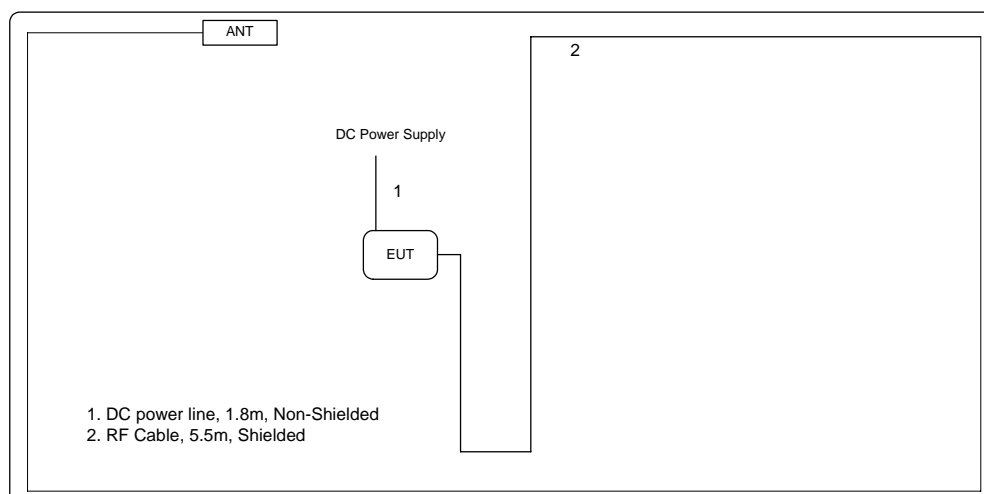 ANT
2
DC Power Supply
1
EUT
1. DC power line, 1.8m, Non-Shielded
2. RF Cable, 5.5m, Shielded